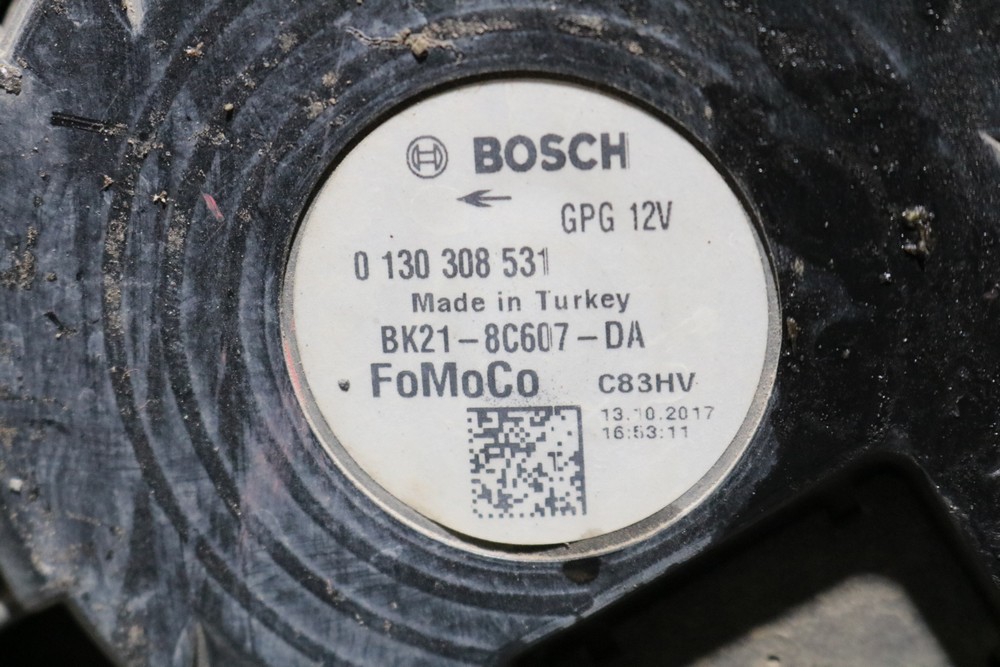 BOSCH
GPG 12V
0 130 308 531
Made in Turkey
BK21-8C607-DA
FoMoCo C83HV
13.10.2017
16:53:11